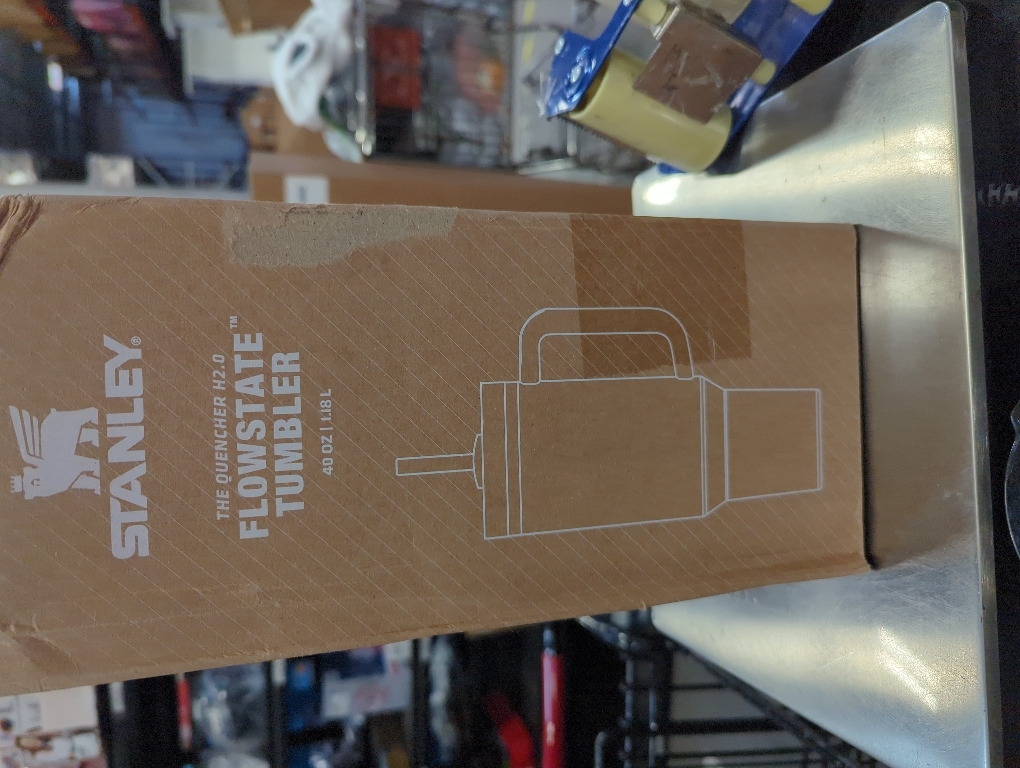 STANLEY®
THE QUENCHER H2.0
FLOWSTATE™
TUMBLER
40 OZ | 1.18 L